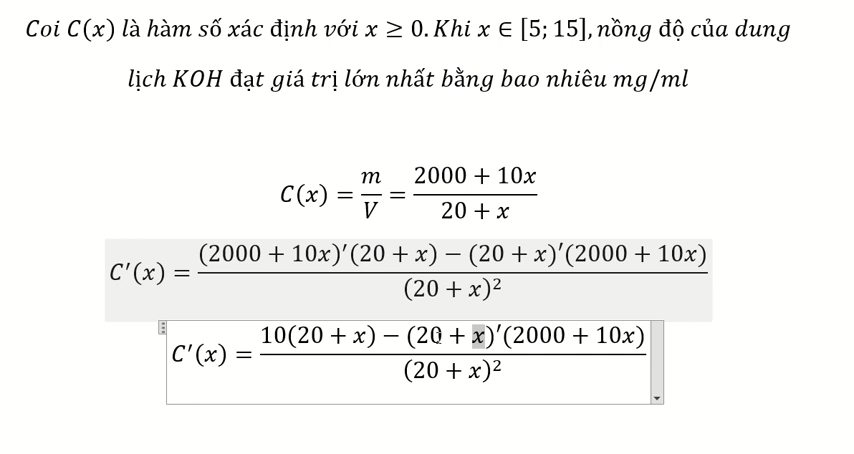 Coi C(x) là hàm số xác định với x ≥ 0. Khi x ∈ [5; 15], nồng độ của dung
lịch KOH đạt giá trị lớn nhất bằng bao nhiêu mg/ml
C(x) = m/V = (2000 + 10x)/(20 + x)
C′(x) = ((2000 + 10x)′(20 + x) − (20 + x)′(2000 + 10x))/(20 + x)²
C′(x) = (10(20 + x) − (20 + x)′(2000 + 10x))/(20 + x)²